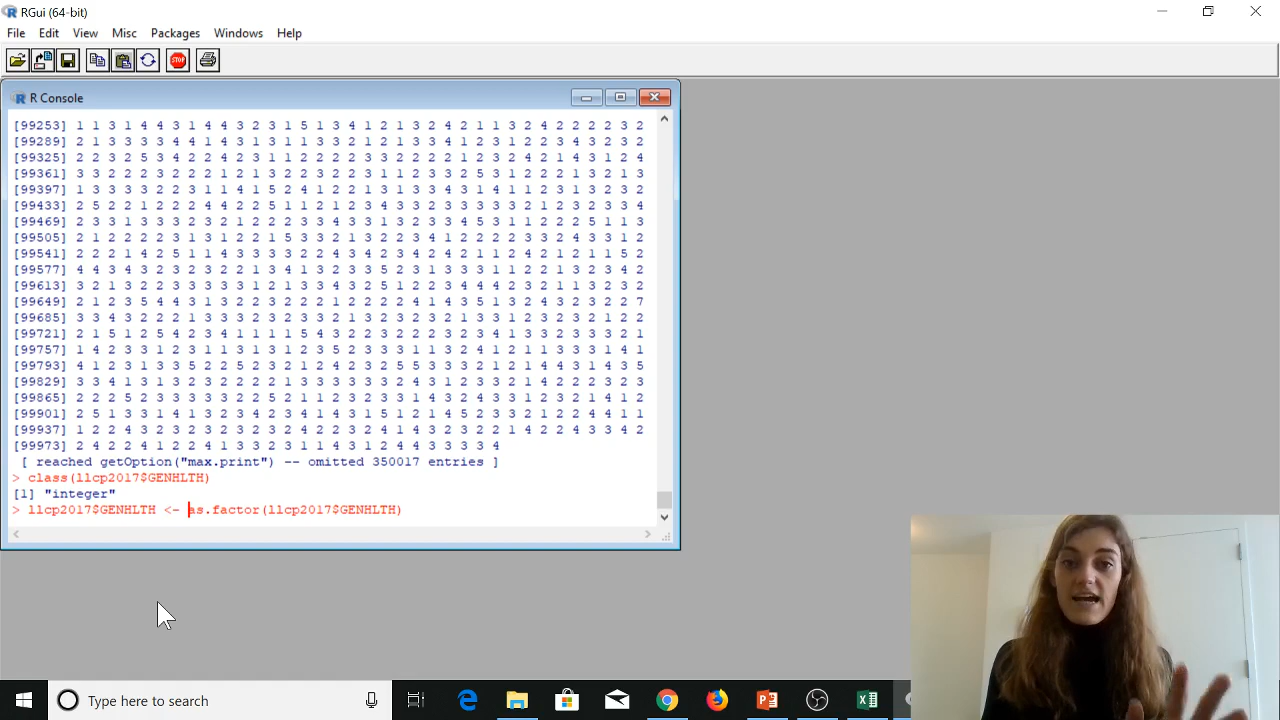 RGui (64-bit)
File Edit View Misc Packages Windows Help
STOP
R Console
[99253] 1 1 3 1 4 4 3 1 4 4 3 2 3 1 5 1 3 4 1 2 1 3 2 4 2 1 1 3 2 4 2 2 2 2 3 2
[99289] 2 1 3 3 3 3 4 4 1 4 3 1 3 1 1 3 3 2 1 2 1 3 3 4 1 2 3 1 2 2 3 4 3 2 3 2
[99325] 2 2 3 2 5 3 4 2 2 4 2 3 1 1 2 2 2 2 3 3 2 2 2 2 1 2 3 2 4 2 1 4 3 1 2 4
[99361] 3 3 2 2 2 3 2 2 2 1 2 1 3 2 2 3 2 2 3 1 1 2 3 3 2 5 3 1 2 2 2 1 3 2 1 3
[99397] 1 3 3 3 3 2 2 3 1 1 4 1 5 2 4 1 2 2 1 3 1 3 3 4 3 1 4 1 1 2 3 1 3 2 3 2
[99433] 2 5 2 2 1 2 2 2 4 4 2 2 5 1 1 2 1 2 3 4 3 3 2 3 3 3 3 3 2 1 2 3 2 3 3 4
[99469] 2 3 3 1 3 3 3 2 3 2 1 2 2 2 3 3 4 3 3 1 3 2 3 3 4 5 3 1 1 2 2 2 5 1 1 3
[99505] 2 1 2 2 2 2 3 1 3 1 2 2 1 5 3 3 2 1 3 2 2 3 4 1 2 2 2 2 3 3 2 4 3 3 1 2
[99541] 2 2 2 1 4 2 5 1 1 4 3 3 3 3 2 2 4 3 4 2 3 4 2 4 2 1 1 2 4 2 1 2 1 1 5 2
[99577] 4 4 3 4 3 2 3 2 3 2 2 1 3 4 1 3 2 3 3 5 2 3 1 3 3 3 1 1 2 2 1 3 2 3 4 2
[99613] 3 2 1 3 2 2 3 3 3 3 3 1 2 1 3 3 4 3 2 5 1 2 2 3 4 4 4 2 3 2 1 1 3 2 3 2
[99649] 2 1 2 3 5 4 4 3 1 3 2 2 3 2 2 2 1 2 2 2 2 4 1 4 3 5 1 3 2 4 3 2 3 2 2 7
[99685] 3 3 4 3 2 2 2 1 3 3 3 2 3 2 3 3 2 1 3 2 3 2 3 2 1 3 3 1 2 3 2 3 2 1 2 2
[99721] 2 1 5 1 2 5 4 2 3 4 1 1 1 1 5 4 3 2 2 3 2 2 2 3 2 3 4 1 3 3 2 3 3 3 2 1
[99757] 1 4 2 3 3 1 2 3 1 1 3 1 3 1 2 3 5 2 3 3 3 1 1 3 2 4 1 2 1 1 3 3 3 1 4 1
[99793] 4 1 2 3 1 3 3 5 2 2 5 2 3 2 1 2 4 2 3 2 5 5 3 3 3 2 1 2 1 4 4 3 1 4 3 5
[99829] 3 3 4 1 3 1 3 2 3 2 2 2 1 3 3 3 3 3 3 2 4 3 1 2 3 3 2 1 4 2 2 2 3 2 3
[99865] 2 2 2 5 2 3 3 3 3 3 2 2 5 2 1 1 2 3 2 3 3 1 4 3 2 4 3 3 1 2 3 2 1 4 1 2
[99901] 2 5 1 3 3 1 4 1 3 2 3 4 2 3 4 1 4 3 1 5 1 2 1 4 5 2 3 3 2 1 2 2 4 4 1 1
[99937] 1 2 2 4 3 2 3 2 2 3 2 3 2 3 2 4 2 2 3 2 4 1 4 3 2 3 2 2 1 4 2 2 4 3 3 4 2
[99973] 2 4 2 2 4 1 2 2 4 1 3 3 2 3 1 1 4 3 1 2 4 4 3 3 3 3 4
[ reached getOption("max.print") -- omitted 350017 entries ]
> class(llcp2017$GENHLTH)
[1] "integer"
> llcp2017$GENHLTH <- as.factor(llcp2017$GENHLTH)
Type here to search